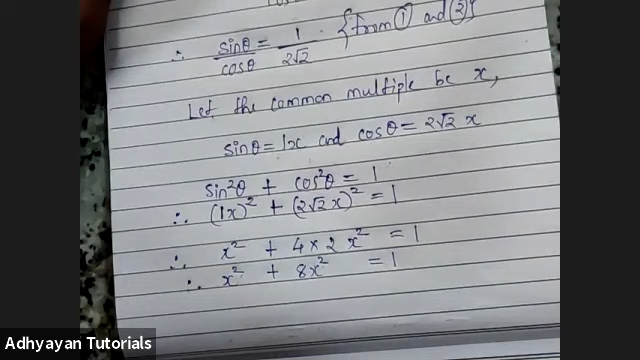 ∴ sinθ/cosθ = 1/2√2 {from ① and ②}
Let the common multiple be x,
sinθ = 1x and cosθ = 2√2 x
sin²θ + cos²θ = 1
∴ (1x)² + (2√2 x)² = 1
∴ x² + 4 × 2 x² = 1
∴ x² + 8x² = 1
Adhyayan Tutorials